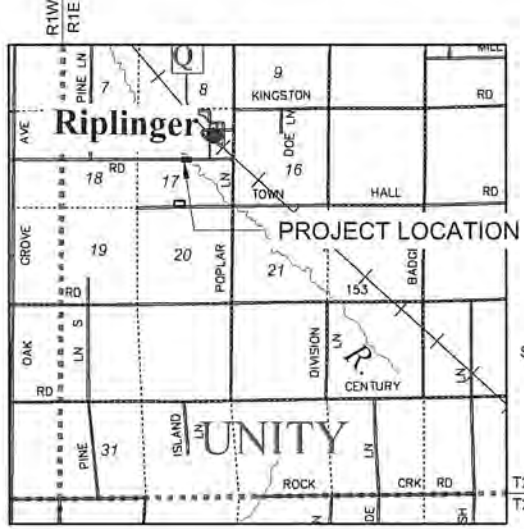 R1W
R1E
MILL
PINE LN
7
Q
8
9
KINGSTON
RD
AVE
Riplinger
DOE LN
RD
18
17
LN
16
TOWN
HALL
RD
PROJECT LOCATION
GROVE
19
20
POPLAR
21
153
RD
OAK
LN S
DIVISION
LN
R.
CENTURY
LN
RD
PINE
31
ISLAND
LN
UNITY
LN
ROCK
CRK RD
DE
SH